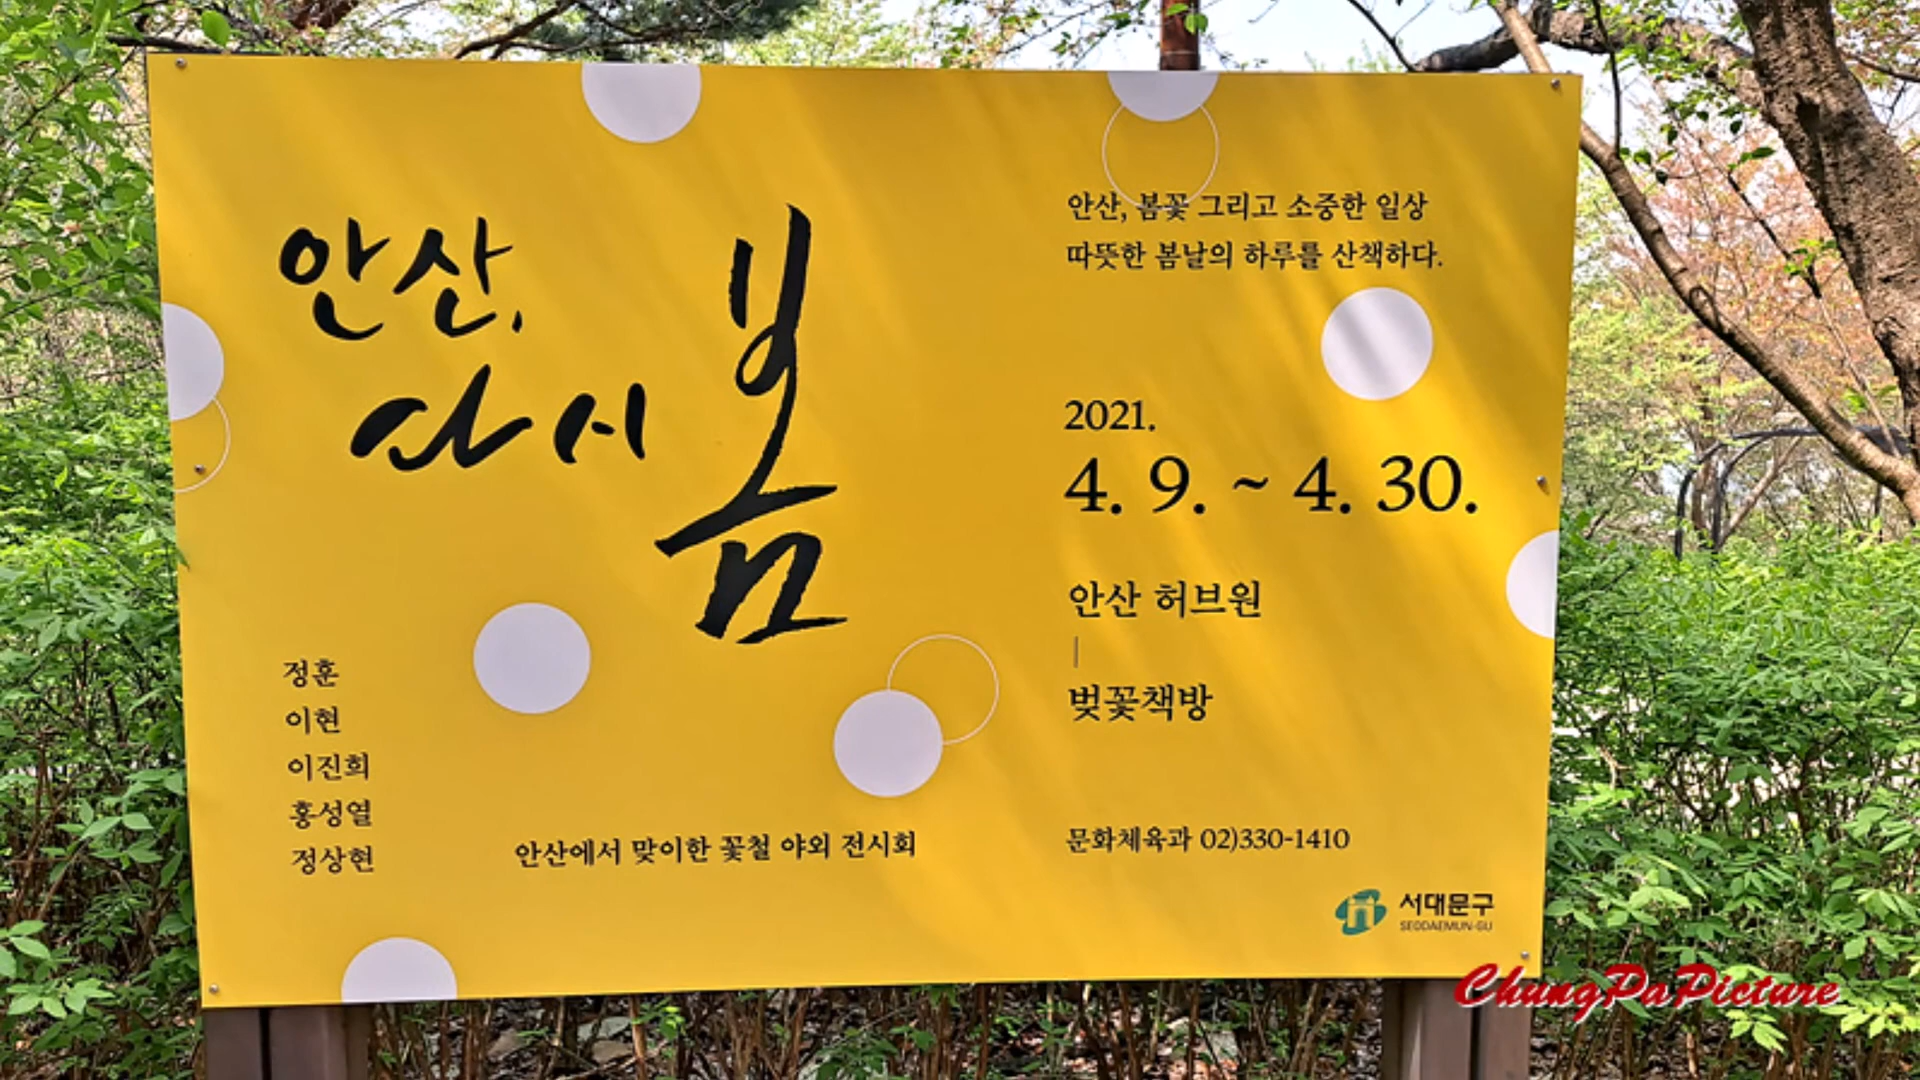 안산,
다시 봄
안산, 봄꽃 그리고 소중한 일상
따뜻한 봄날의 하루를 산책하다.
2021.
4. 9. ~ 4. 30.
안산 허브원
|
벚꽃책방
정훈
이현
이진희
홍성열
정상현
안산에서 맞이한 꽃철 야외 전시회
문화체육과 02)330-1410
서대문구
SEODAEMUN-GU
ChungPaPicture